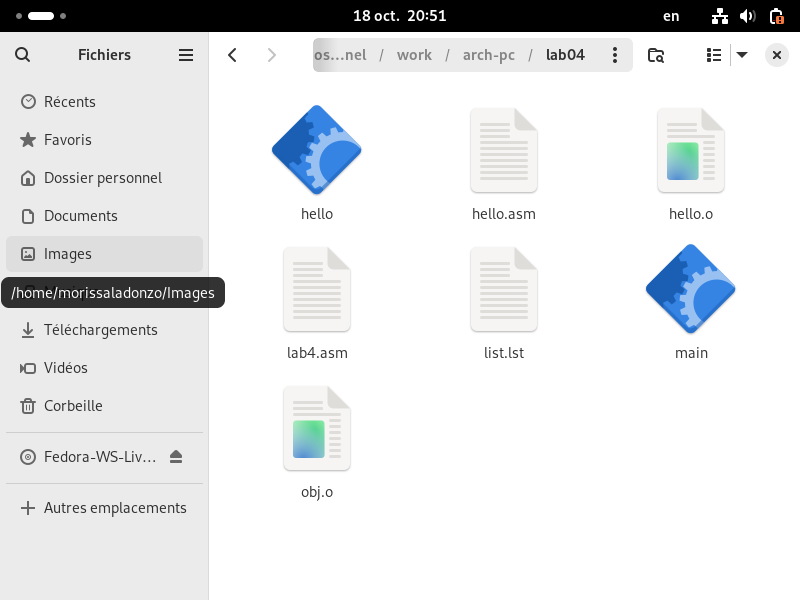 18 oct. 20:51
en
Fichiers
os…nel / work / arch-pc / lab04
Récents
Favoris
Dossier personnel
Documents
Images
/home/morissaladonzo/Images
Téléchargements
Vidéos
Corbeille
Fedora-WS-Liv…
Autres emplacements
hello
hello.asm
hello.o
lab4.asm
list.lst
main
obj.o